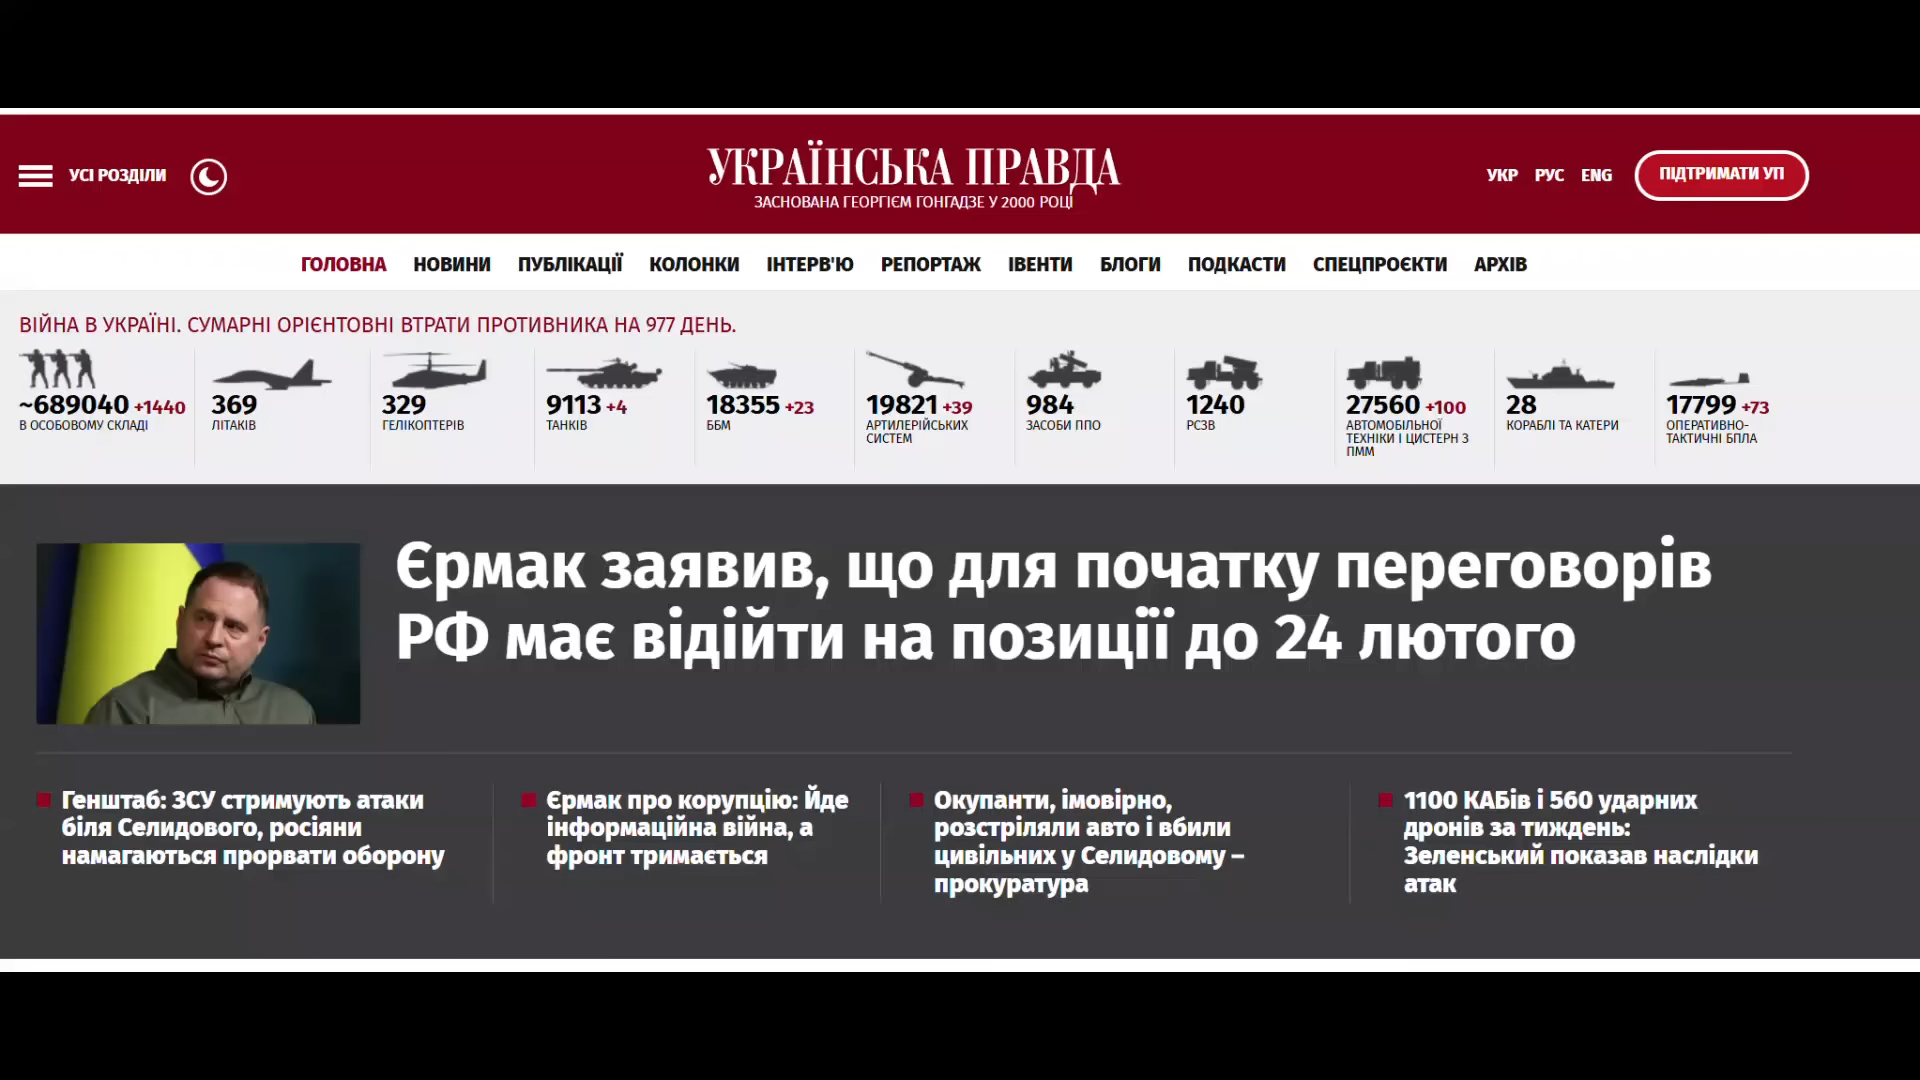 УСІ РОЗДІЛИ
УКРАЇНСЬКА ПРАВДА
ЗАСНОВАНА ГЕОРГІЄМ ГОНГАДЗЕ У 2000 РОЦІ
УКР РУС ENG ПІДТРИМАТИ УП
ГОЛОВНА НОВИНИ ПУБЛІКАЦІЇ КОЛОНКИ ІНТЕРВ'Ю РЕПОРТАЖ ІВЕНТИ БЛОГИ ПОДКАСТИ СПЕЦПРОЄКТИ АРХІВ
ВІЙНА В УКРАЇНІ. СУМАРНІ ОРІЄНТОВНІ ВТРАТИ ПРОТИВНИКА НА 977 ДЕНЬ.
~689040 +1440
В ОСОБОВОМУ СКЛАДІ
369
ЛІТАКІВ
329
ГЕЛІКОПТЕРІВ
9113 +4
ТАНКІВ
18355 +23
ББМ
19821 +39
АРТИЛЕРІЙСЬКИХ
СИСТЕМ
984
ЗАСОБИ ППО
1240
РСЗВ
27560 +100
АВТОМОБІЛЬНОЇ
ТЕХНІКИ І ЦИСТЕРН З
ПММ
28
КОРАБЛІ ТА КАТЕРИ
17799 +73
ОПЕРАТИВНО-
ТАКТИЧНІ БПЛА
Єрмак заявив, що для початку переговорів
РФ має відійти на позиції до 24 лютого
Генштаб: ЗСУ стримують атаки
біля Селидового, росіяни
намагаються прорвати оборону
Єрмак про корупцію: Йде
інформаційна війна, а
фронт тримається
Окупанти, імовірно,
розстріляли авто і вбили
цивільних у Селидовому –
прокуратура
1100 КАБів і 560 ударних
дронів за тиждень:
Зеленський показав наслідки
атак